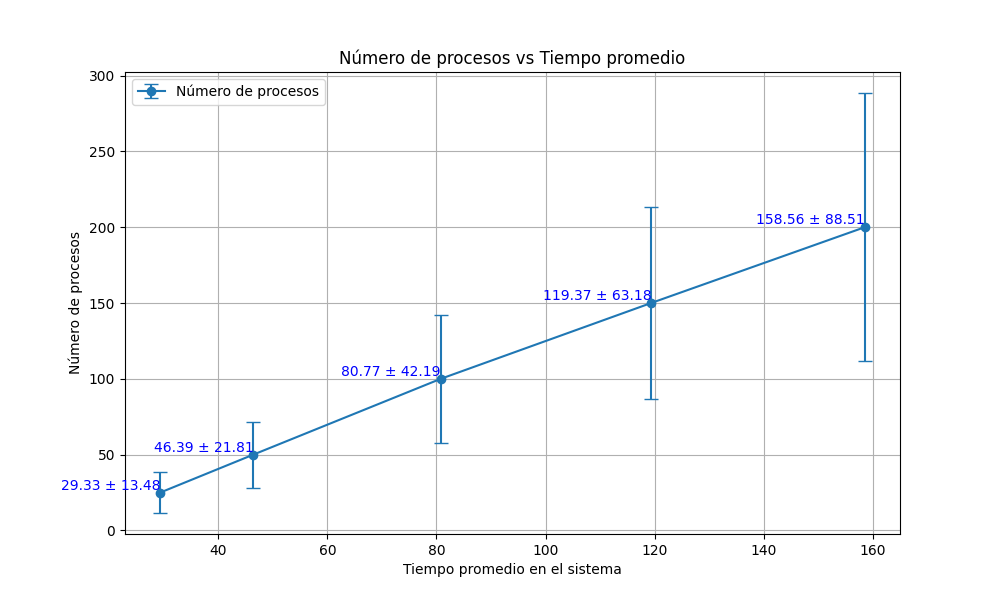 Número de procesos vs Tiempo promedio
Número de procesos
300
250
200
150
100
50
0
Número de procesos
158.56 ± 88.51
119.37 ± 63.18
80.77 ± 42.19
46.39 ± 21.81
29.33 ± 13.48
40 60 80 100 120 140 160
Tiempo promedio en el sistema